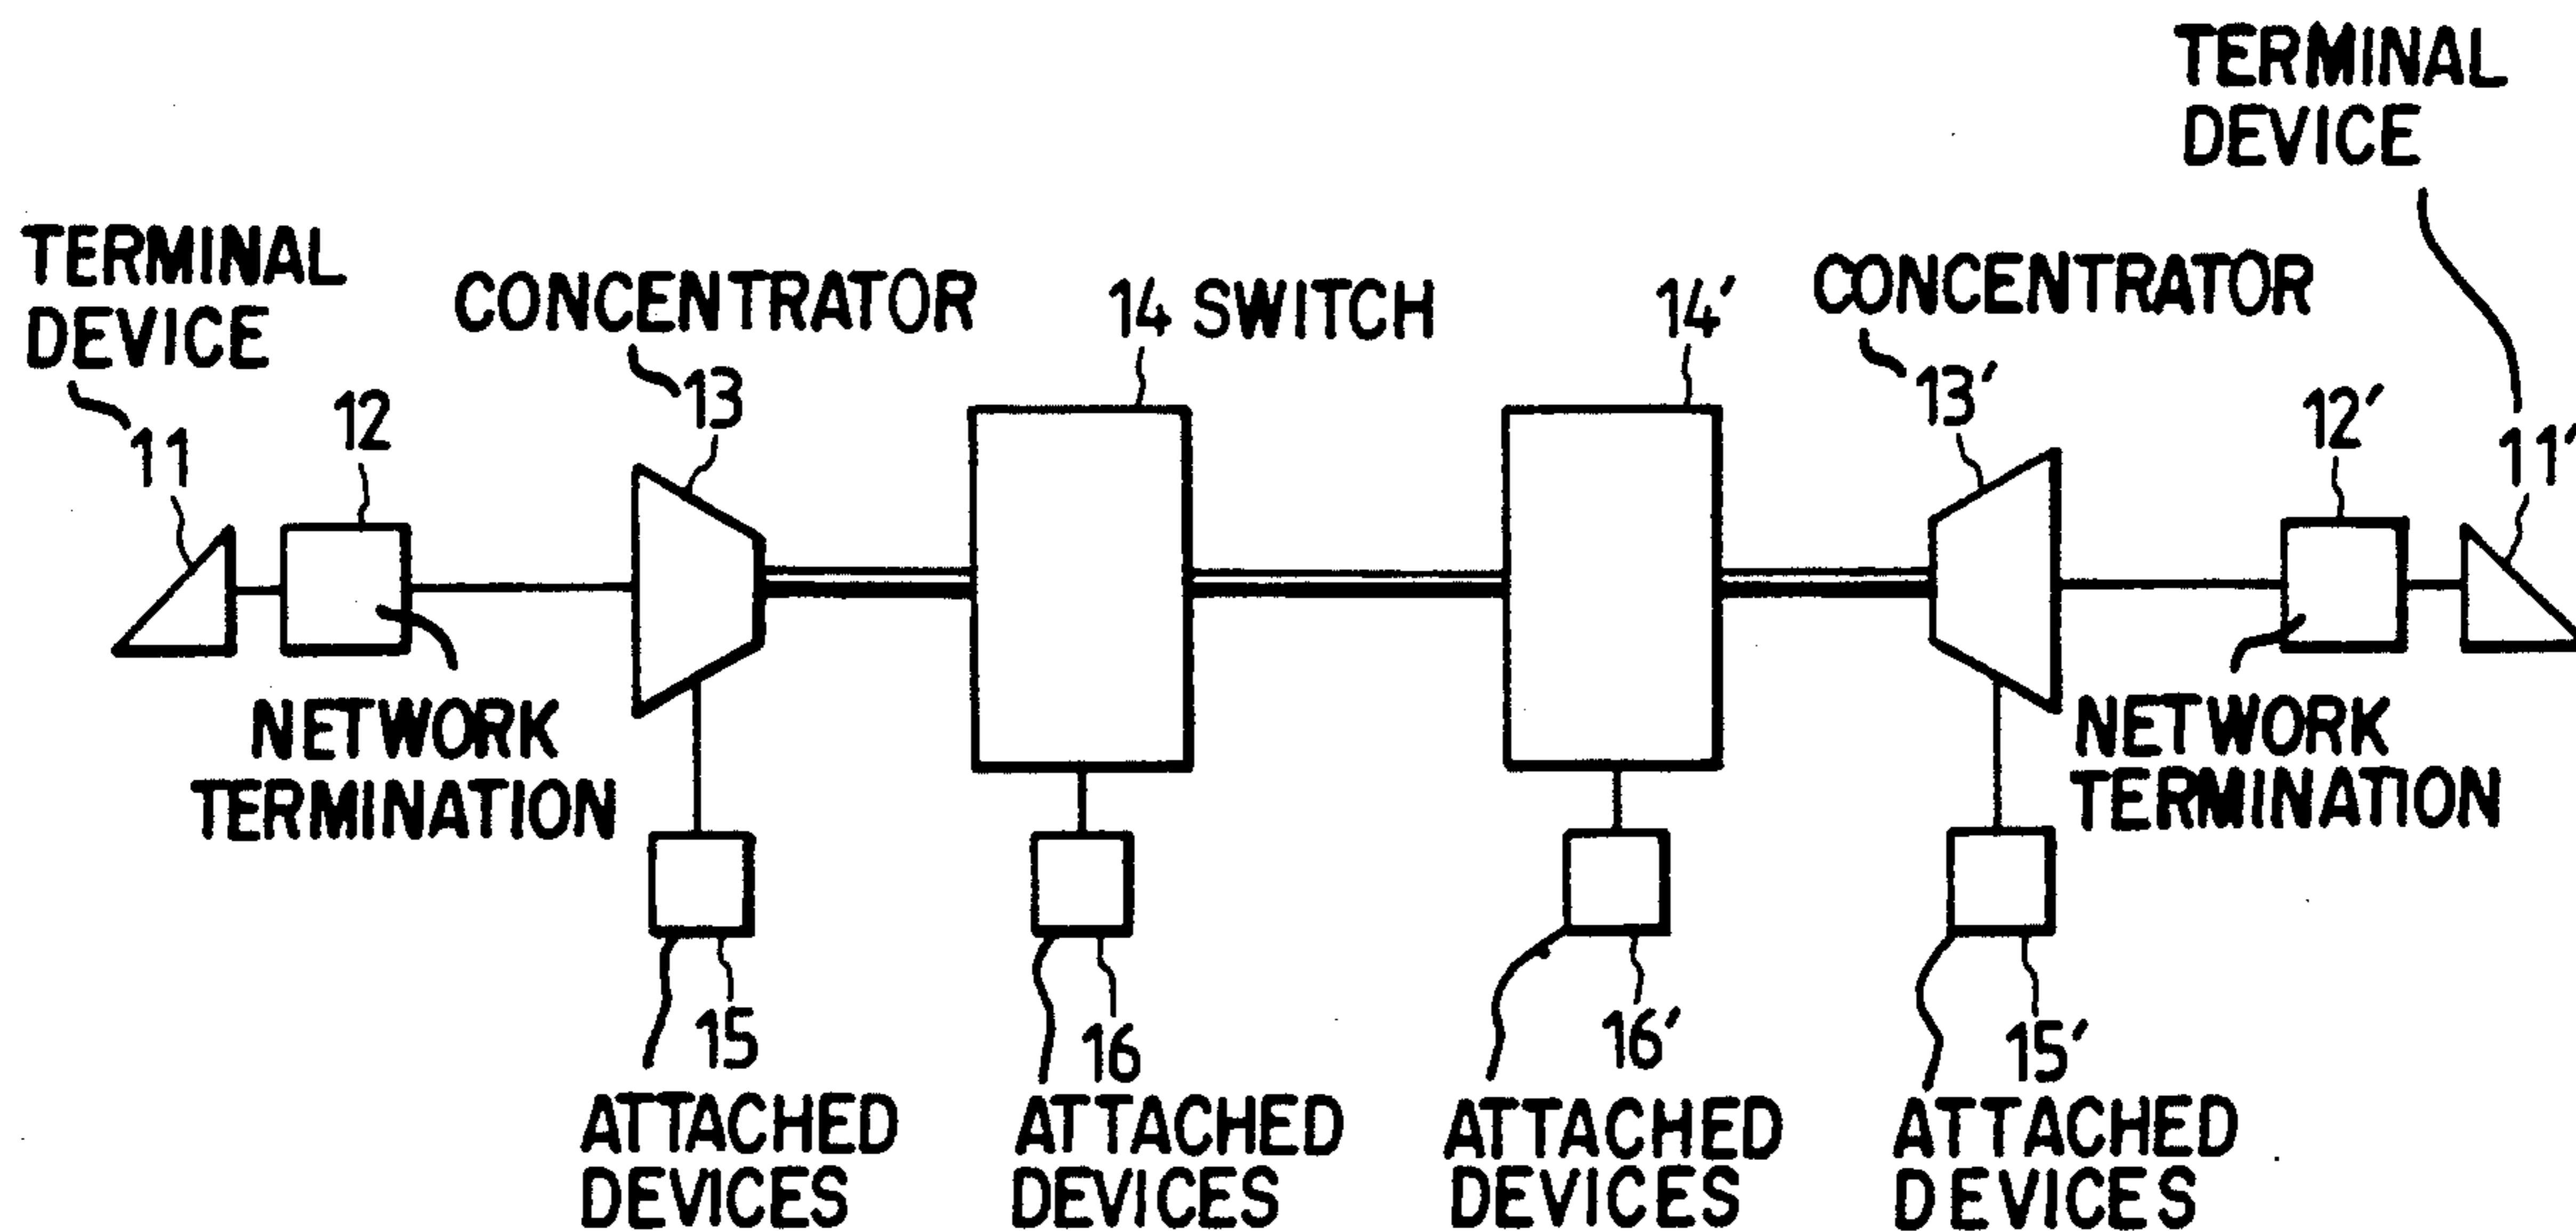 TERMINAL
DEVICE
11
12
NETWORK
TERMINATION
CONCENTRATOR
13
14 SWITCH
14'
CONCENTRATOR
13'
TERMINAL
DEVICE
11'
12'
NETWORK
TERMINATION
15
ATTACHED
DEVICES
16
ATTACHED
DEVICES
16'
ATTACHED
DEVICES
15'
ATTACHED
DEVICES